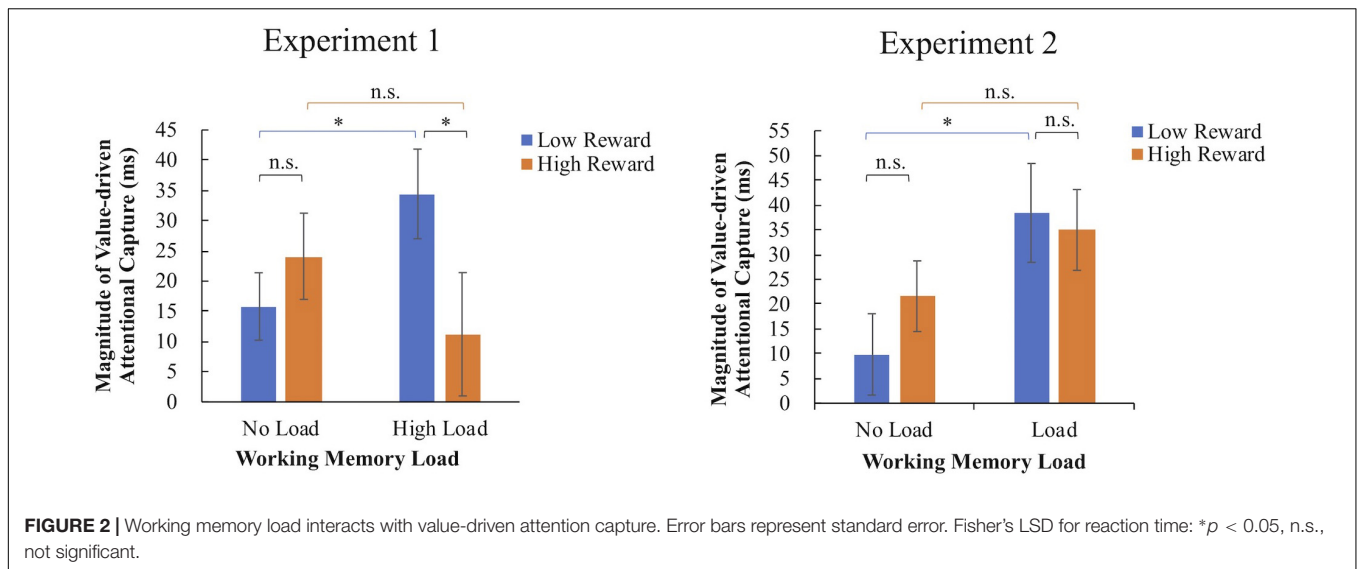 Experiment 1
n.s.
*
*
n.s.
Low Reward
High Reward
Magnitude of Value-driven
Attentional Capture (ms)
45
40
35
30
25
20
15
10
5
0
No Load
High Load
Working Memory Load
Experiment 2
n.s.
*
n.s.
n.s.
Low Reward
High Reward
Magnitude of Value-driven
Attentional Capture (ms)
55
50
45
40
35
30
25
20
15
10
5
0
No Load
Load
Working Memory Load
FIGURE 2 | Working memory load interacts with value-driven attention capture. Error bars represent standard error. Fisher's LSD for reaction time: *p < 0.05, n.s.,
not significant.